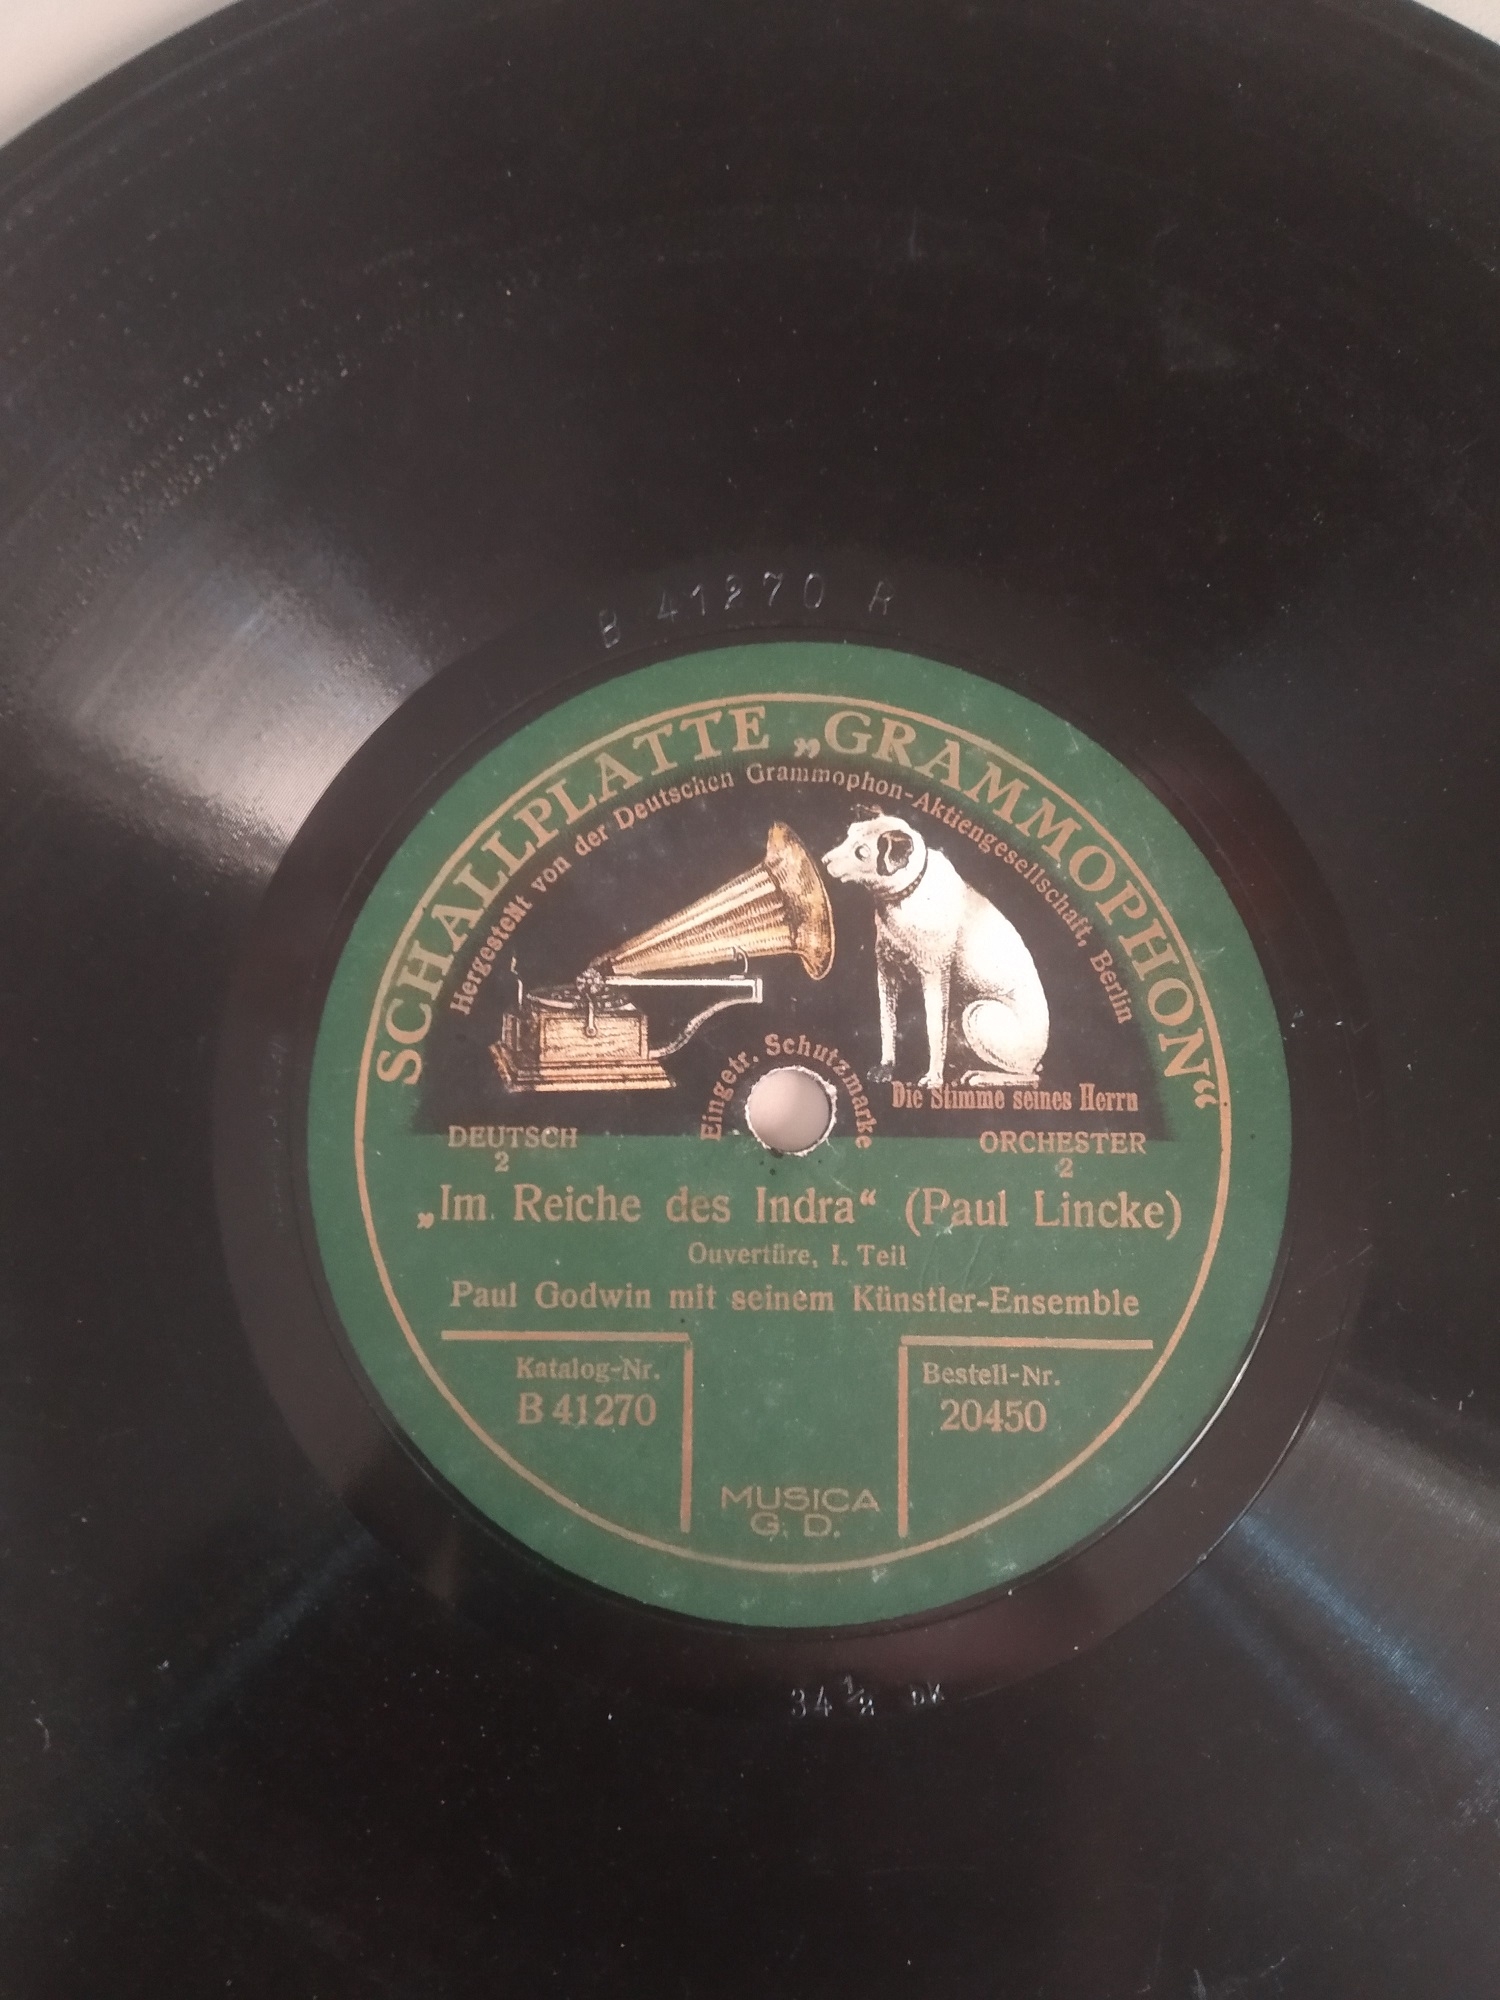 B 41270 R
SCHALLPLATTE „GRAMMOPHON“
Hergestellt von der Deutschen Grammophon-Aktiengesellschaft, Berlin
Eingetr. Schutzmarke
Die Stimme seines Herrn
DEUTSCH
2
ORCHESTER
2
„Im Reiche des Indra“ (Paul Lincke)
Ouvertüre, I. Teil
Paul Godwin mit seinem Künstler-Ensemble
Katalog-Nr.
B 41270
Bestell-Nr.
20450
MUSICA
G. D.
34